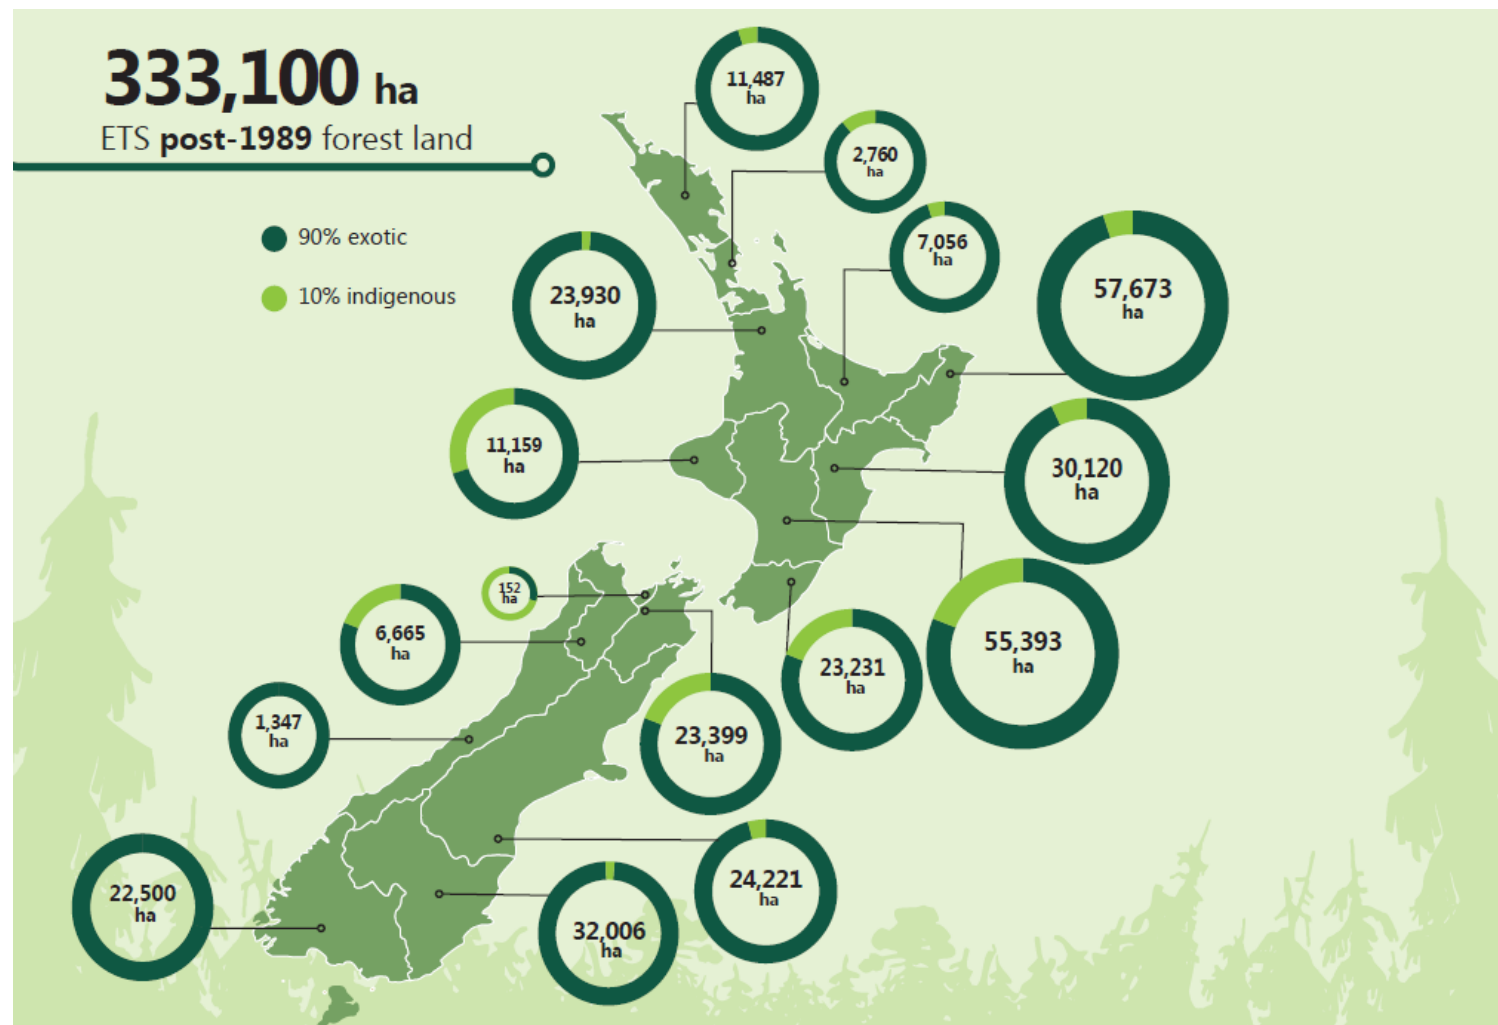 333,100 ha
ETS post-1989 forest land
90% exotic
10% indigenous
11,487
ha
2,760
ha
7,056
ha
57,673
ha
23,930
ha
11,159
ha
30,120
ha
152
ha
6,665
ha
55,393
ha
23,231
ha
1,347
ha
23,399
ha
24,221
ha
22,500
ha
32,006
ha